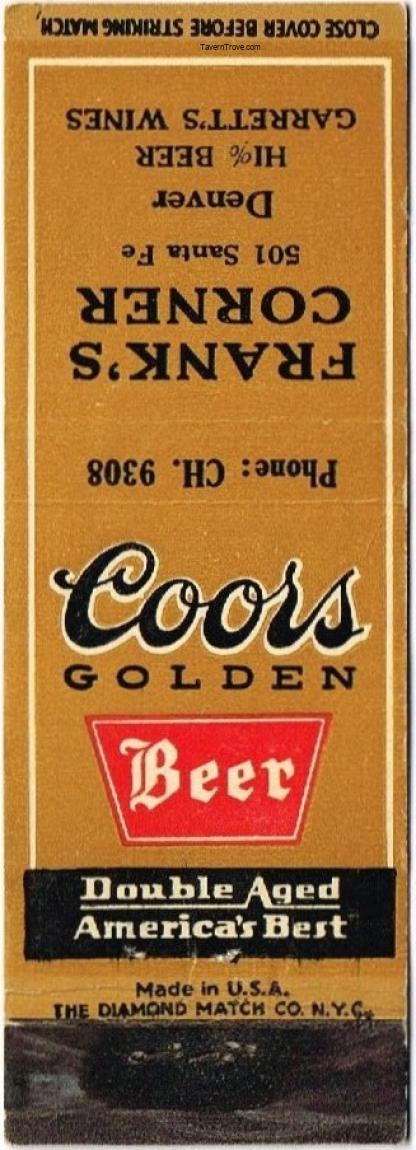 CLOSE COVER BEFORE STRIKING MATCH
TavernTrove.com
Phone: CH. 9308
FRANK'S
CORNER
501 Santa Fe
Denver
HI% BEER
GARRETT'S WINES
Coors
GOLDEN
Beer
Double Aged
America's Best
Made in U.S.A.
THE DIAMOND MATCH CO. N.Y.C.